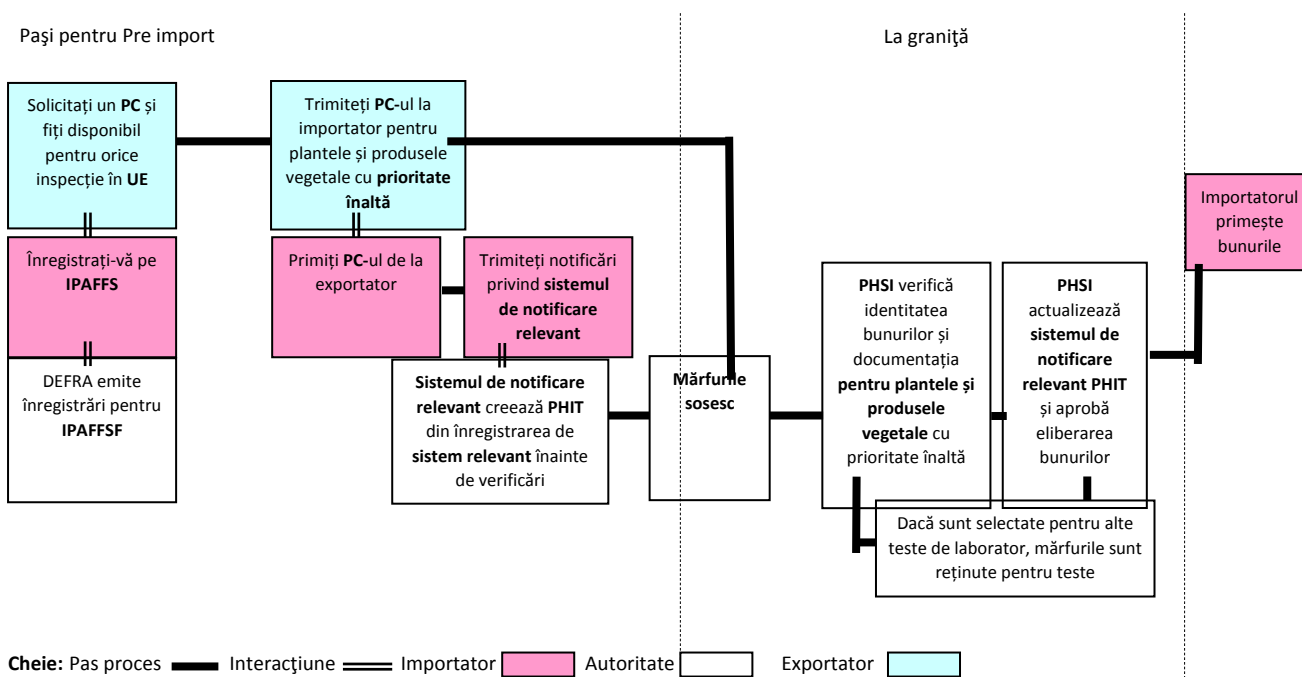 Paşi pentru Pre import
La graniţă
Solicitați un PC și
fiți disponibil
pentru orice
inspecție în UE
Trimiteți PC-ul la
importator pentru
plantele și produsele
vegetale cu prioritate
înaltă
Importatorul
primește
bunurile
Înregistrați-vă pe
IPAFFS
Primiți PC-ul de la
exportator
Trimiteți notificări
privind sistemul
de notificare
relevant
DEFRA emite
înregistrări pentru
IPAFFSF
Sistemul de notificare
relevant creează PHIT
din înregistrarea de
sistem relevant înainte
de verificări
Mărfurile
sosesc
PHSI verifică
identitatea
bunurilor și
documentația
pentru plantele și
produsele
vegetale cu
prioritate înaltă
PHSI
actualizează
sistemul de
notificare
relevant PHIT
și aprobă
eliberarea
bunurilor
Dacă sunt selectate pentru alte
teste de laborator, mărfurile sunt
reținute pentru teste
Cheie: Pas proces Interacţiune Importator Autoritate Exportator